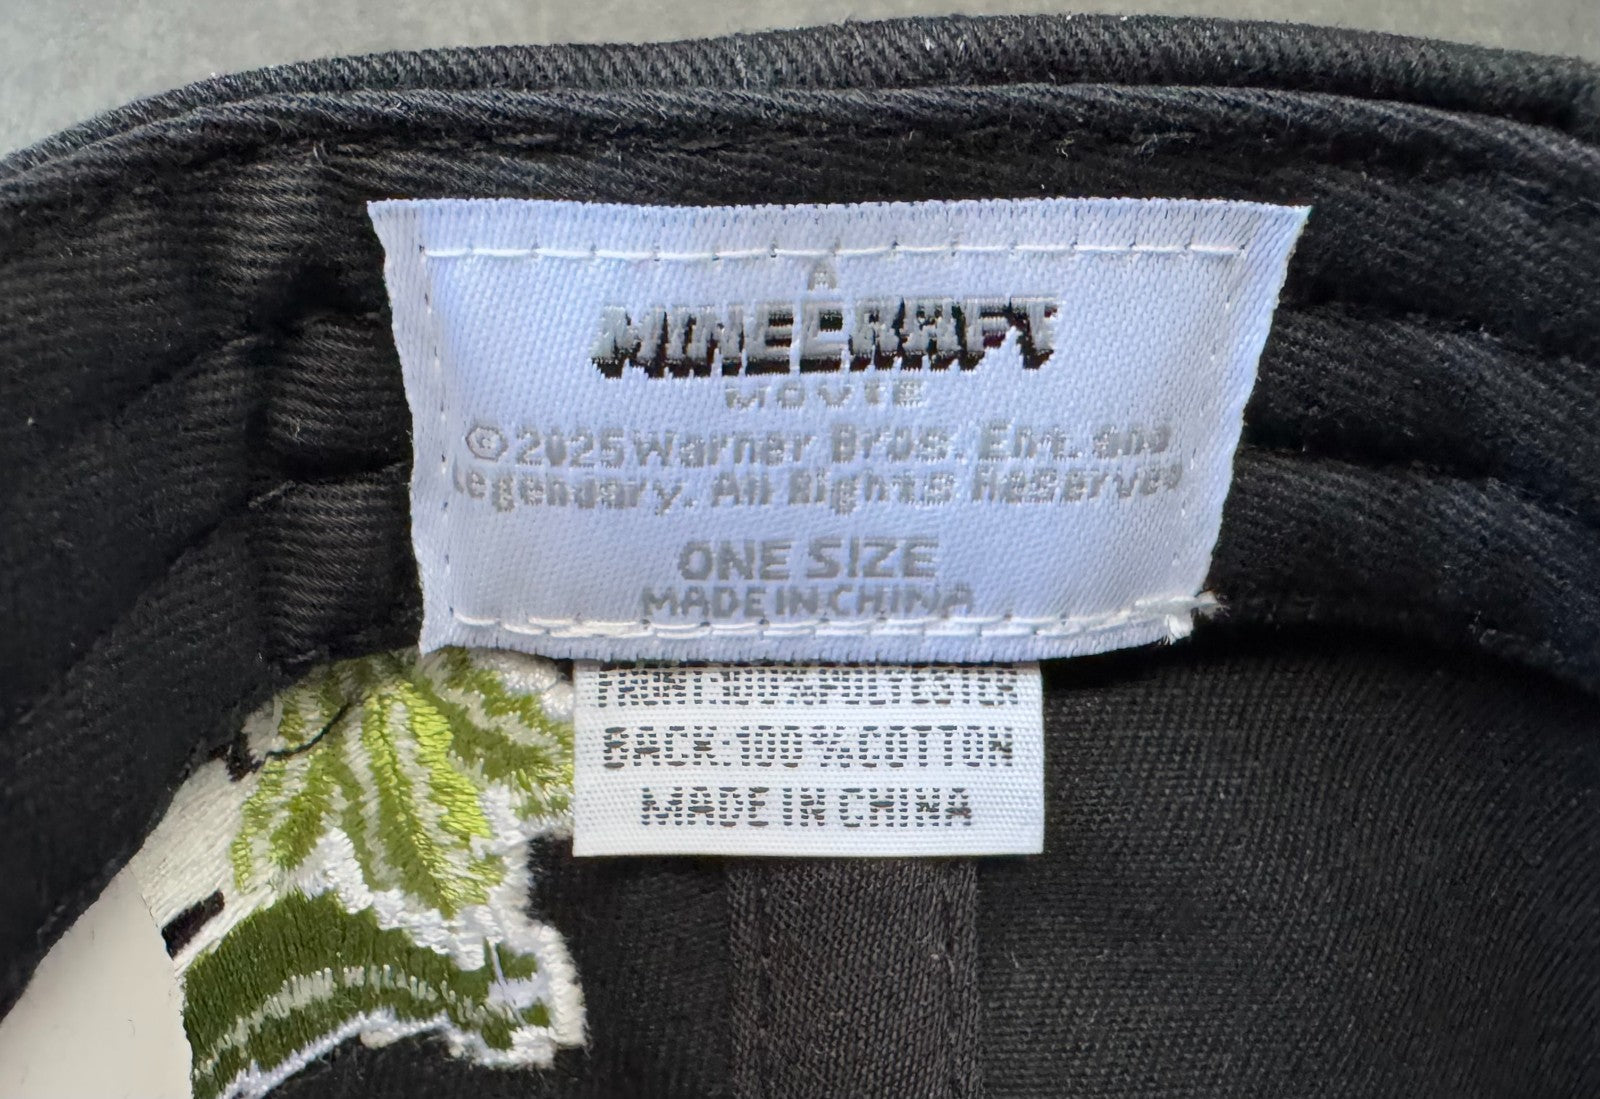 A
MINECRAFT
MOVIE
©2025 Warner Bros. Ent. and
Legendary. All Rights Reserved
ONE SIZE
MADE IN CHINA
FRONT:100%POLYESTER
BACK:100%COTTON
MADE IN CHINA